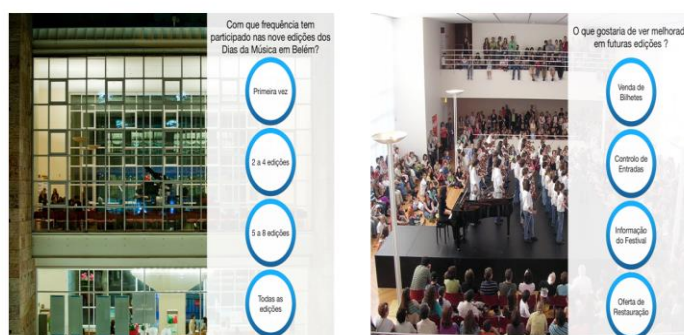 Com que frequência tem
participado nas nove edições dos
Dias da Música em Belém?
Primeira vez
2 a 4 edições
5 a 8 edições
Todas as
edições
O que gostaria de ver melhorad
em futuras edições ?
Venda de
Bilhetes
Controlo de
Entradas
Informação
do Festival
Oferta de
Restauração